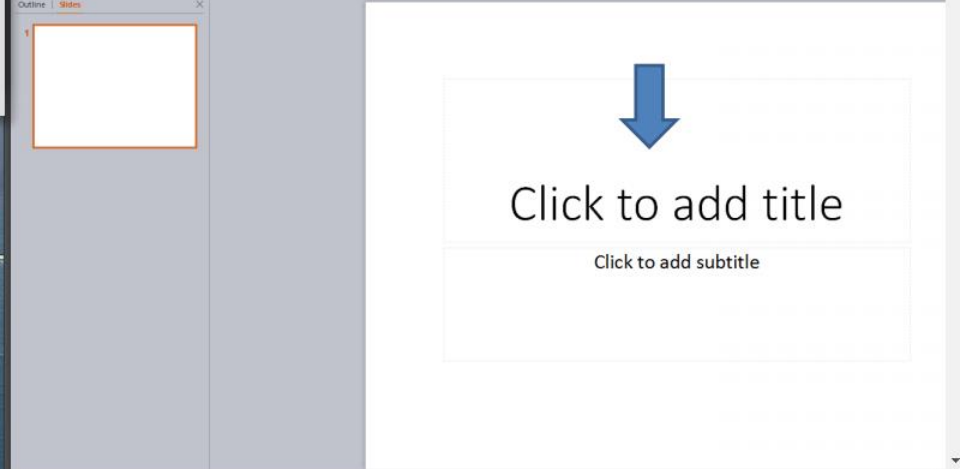 Outline | Slides
1
Click to add title
Click to add subtitle